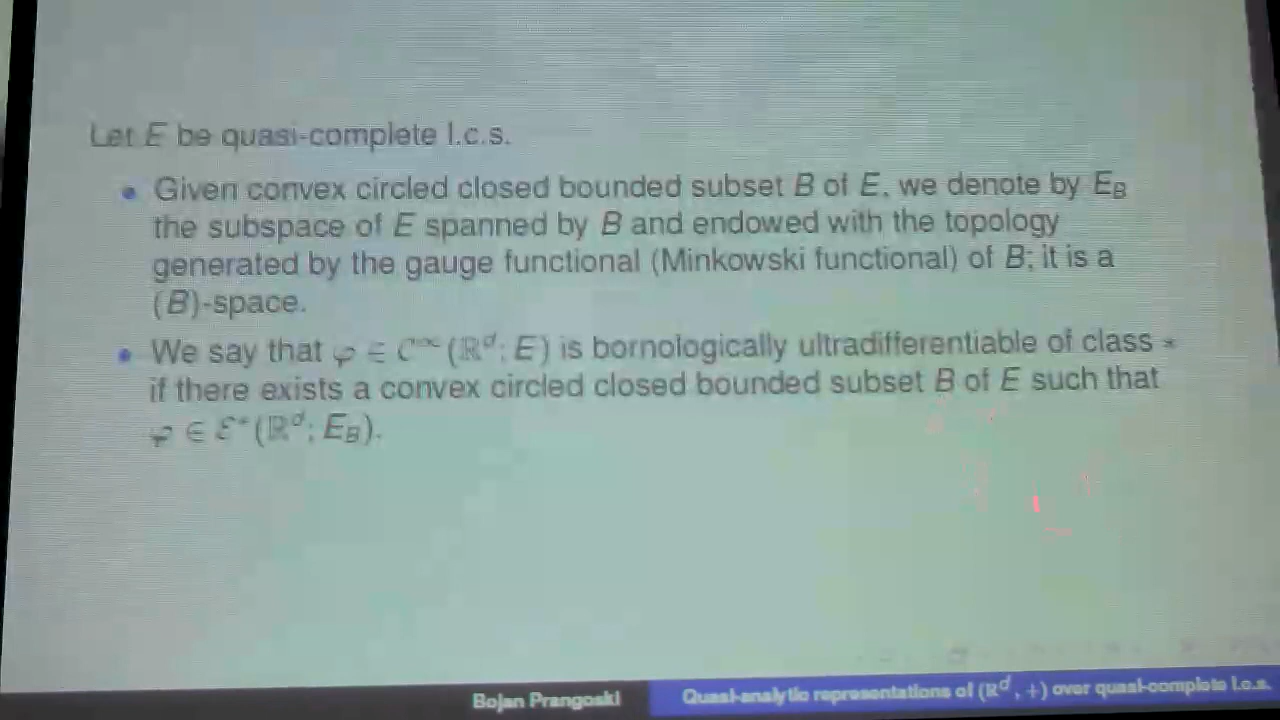 Let E be quasi-complete l.c.s.
• Given convex circled closed bounded subset B of E, we denote by E_B
the subspace of E spanned by B and endowed with the topology
generated by the gauge functional (Minkowski functional) of B; it is a
(B)-space.
• We say that φ ∈ C^∞(ℝ^d; E) is bornologically ultradifferentiable of class *
if there exists a convex circled closed bounded subset B of E such that
φ ∈ ℰ^*(ℝ^d; E_B).
Bojan Prangoski
Quasi-analytic representations of (ℝ^d, +) over quasi-complete l.c.s.